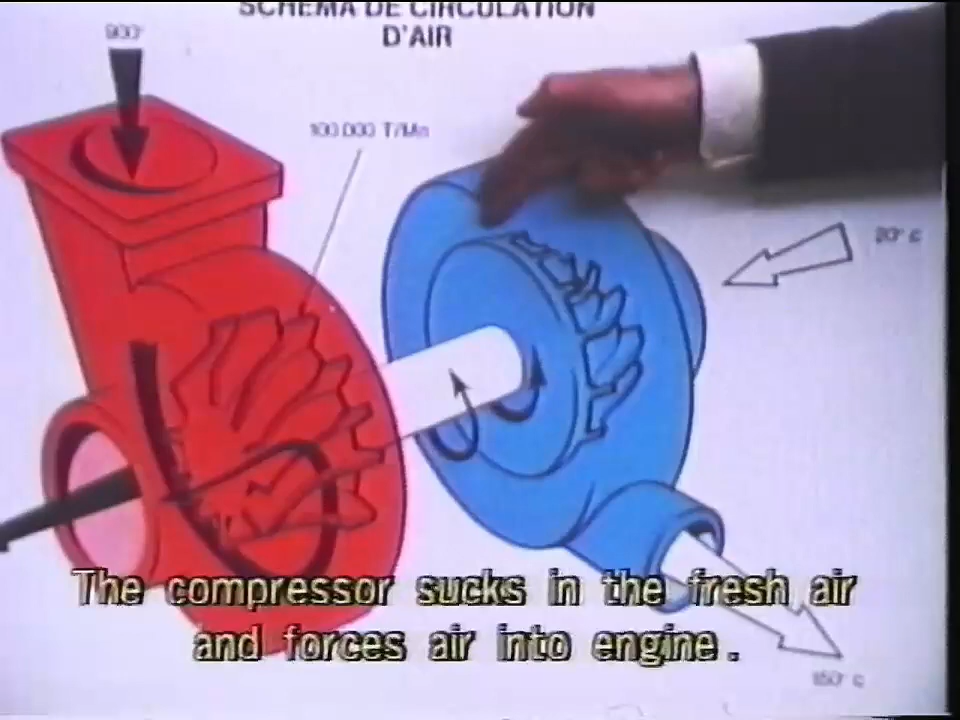 SCHEMA DE CIRCULATION
D'AIR
900°
100.000 T/Mn
20° c
The compressor sucks in the fresh air
and forces air into engine.
150° c